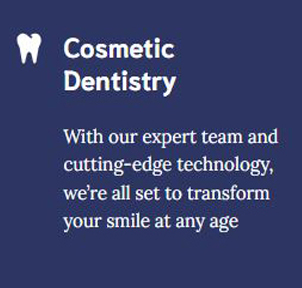 Cosmetic
Dentistry
With our expert team and
cutting-edge technology,
we're all set to transform
your smile at any age